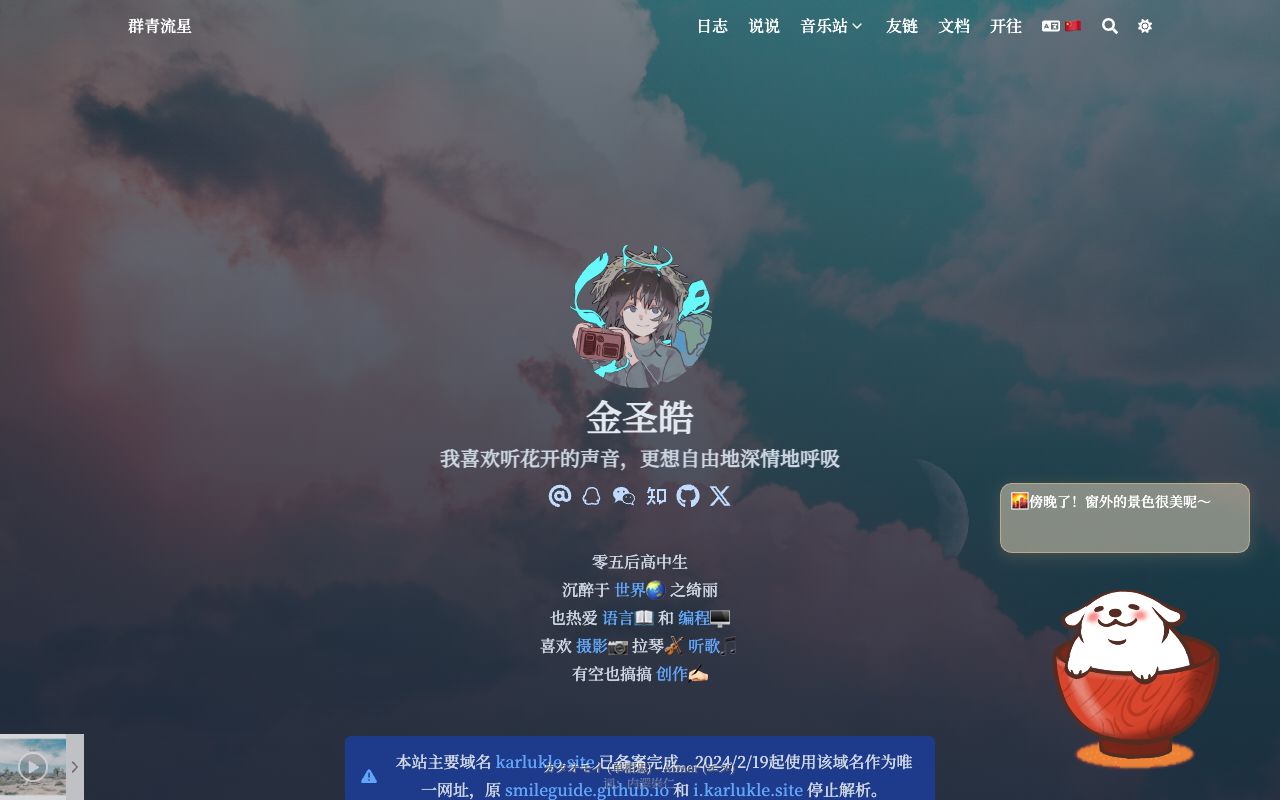 群青流星
日志 说说 音乐站 友链 文档 开往
金圣皓
我喜欢听花开的声音，更想自由地深情地呼吸
知
零五后高中生
沉醉于 世界🌏 之绮丽
也热爱 语言📖 和 编程🖥️
喜欢 摄影📷 拉琴🎻 听歌🎵
有空也搞搞 创作✍🏻
🌇傍晚了！窗外的景色很美呢～
本站主要域名 karlukle.site 已备案完成，2024/2/19起使用该域名作为唯
一网址，原 smileguide.github.io 和 i.karlukle.site 停止解析。